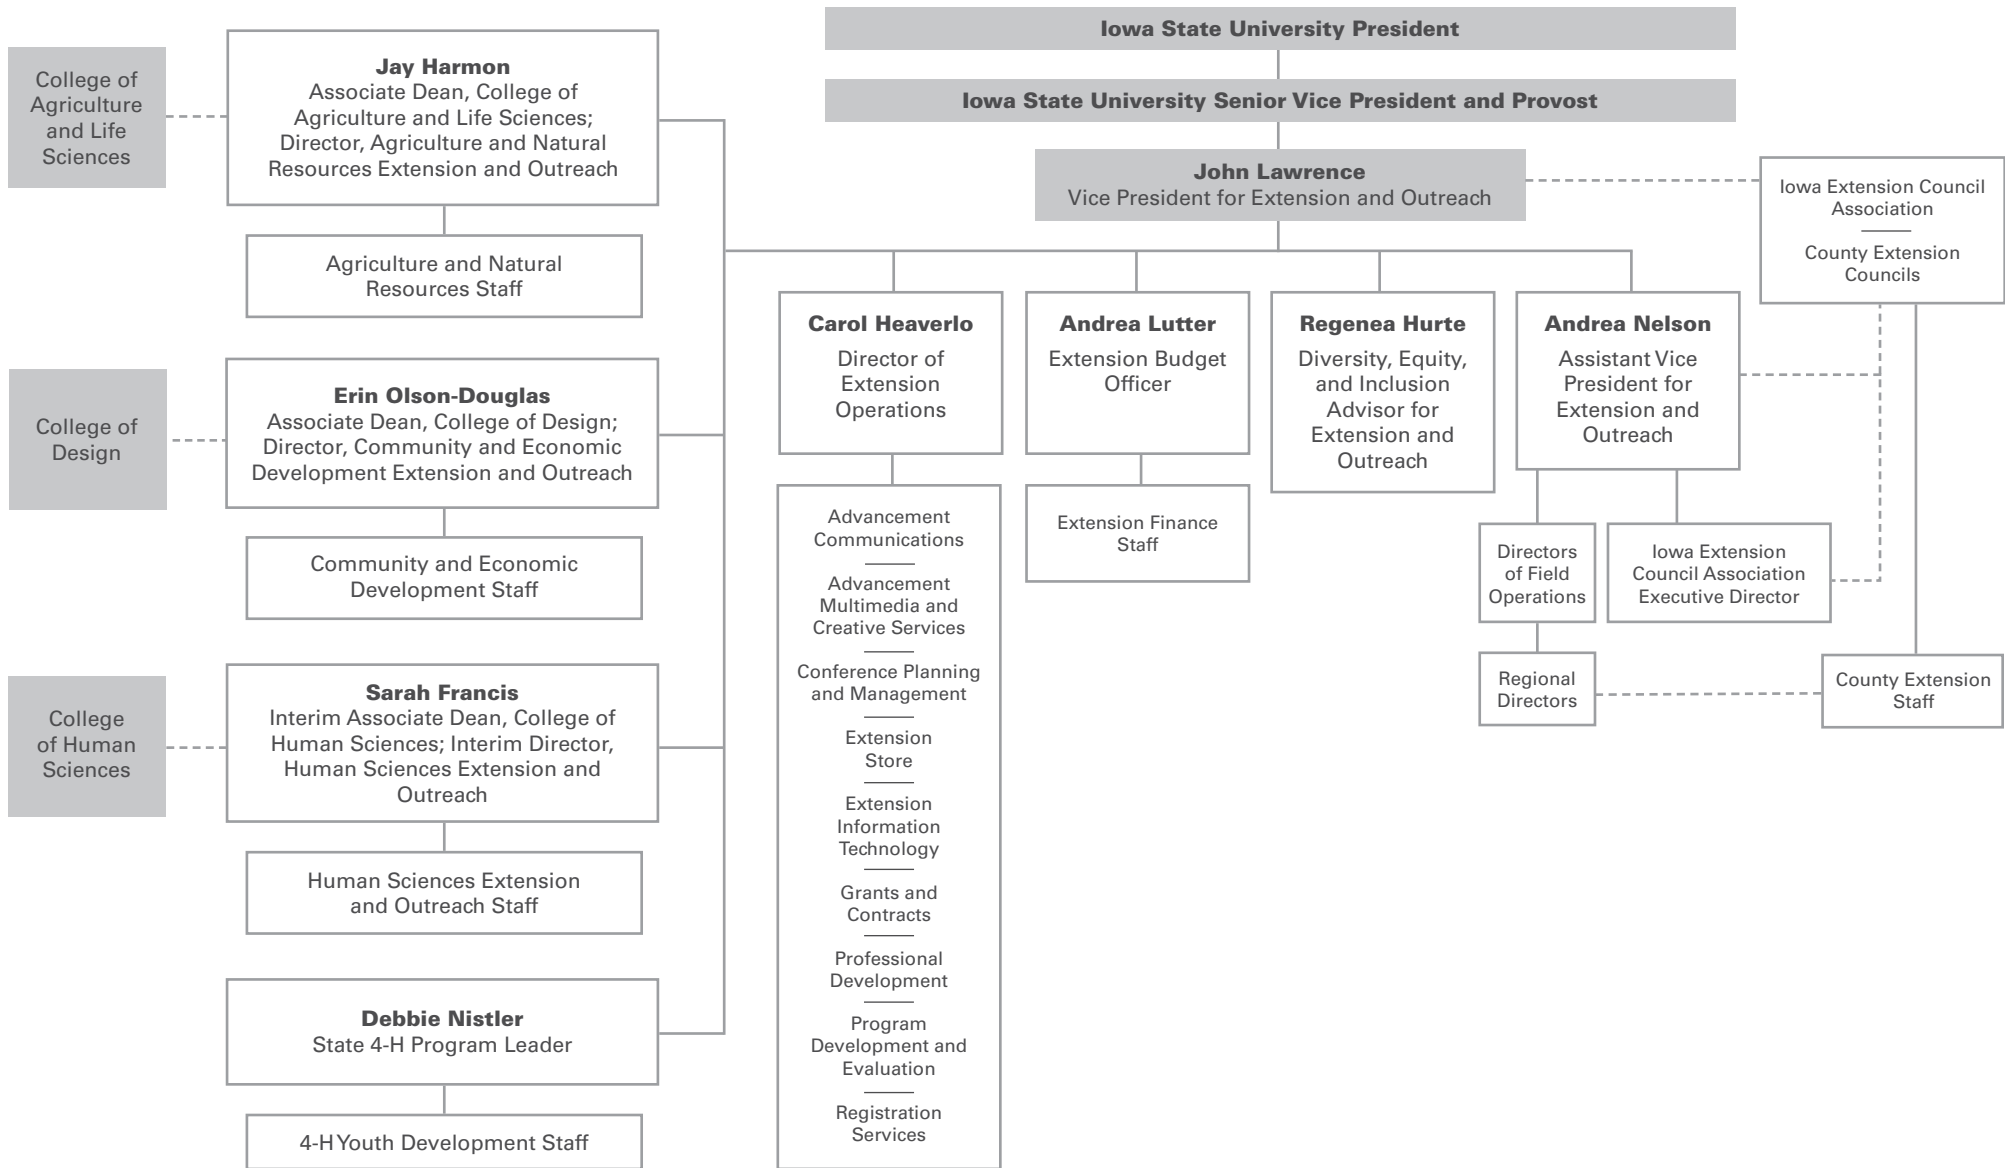 Iowa State University President
Iowa State University Senior Vice President and Provost
John Lawrence
Vice President for Extension and Outreach
Iowa Extension Council
Association
County Extension
Councils
College of
Agriculture
and Life
Sciences
Jay Harmon
Associate Dean, College of
Agriculture and Life Sciences;
Director, Agriculture and Natural
Resources Extension and Outreach
Agriculture and Natural
Resources Staff
College of
Design
Erin Olson-Douglas
Associate Dean, College of Design;
Director, Community and Economic
Development Extension and Outreach
Community and Economic
Development Staff
College
of Human
Sciences
Sarah Francis
Interim Associate Dean, College of
Human Sciences; Interim Director,
Human Sciences Extension and
Outreach
Human Sciences Extension
and Outreach Staff
Debbie Nistler
State 4-H Program Leader
4-H Youth Development Staff
Carol Heaverlo
Director of
Extension
Operations
Advancement
Communications
Advancement
Multimedia and
Creative Services
Conference Planning
and Management
Extension
Store
Extension
Information
Technology
Grants and
Contracts
Professional
Development
Program
Development and
Evaluation
Registration
Services
Andrea Lutter
Extension Budget
Officer
Extension Finance
Staff
Regenea Hurte
Diversity, Equity,
and Inclusion
Advisor for
Extension and
Outreach
Andrea Nelson
Assistant Vice
President for
Extension and
Outreach
Directors
of Field
Operations
Regional
Directors
Iowa Extension
Council Association
Executive Director
County Extension
Staff